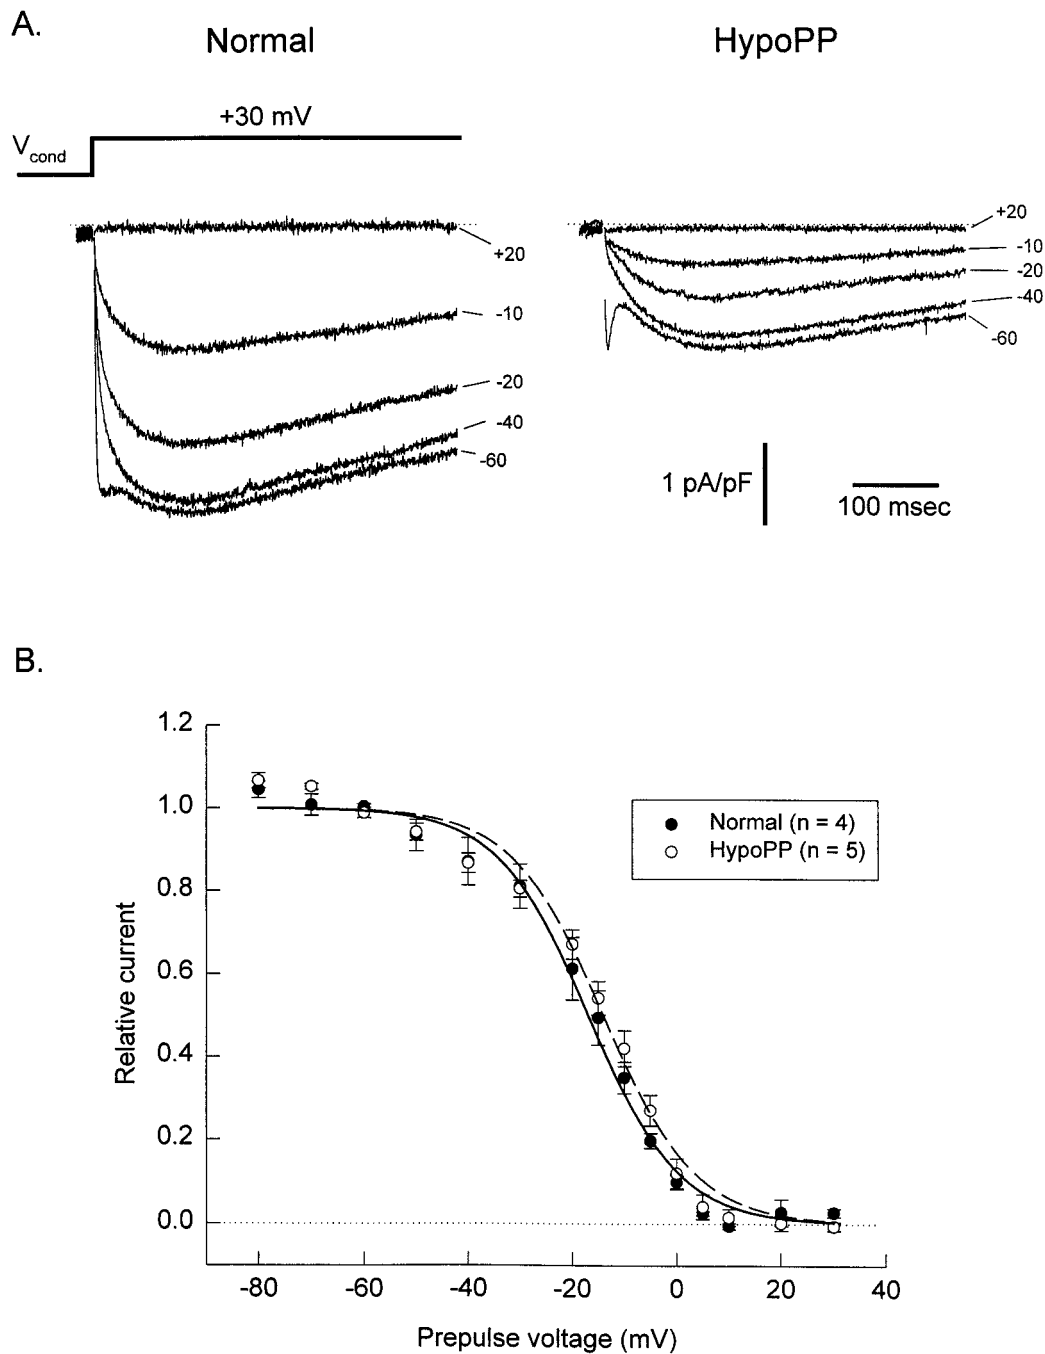 A.
Normal
HypoPP
+30 mV
Vcond
+20
-10
-20
-40
-60
+20
-10
-20
-40
-60
1 pA/pF
100 msec
B.
1.2
1.0
0.8
0.6
0.4
0.2
0.0
Relative current
Normal (n = 4)
HypoPP (n = 5)
-80
-60
-40
-20
0
20
40
Prepulse voltage (mV)